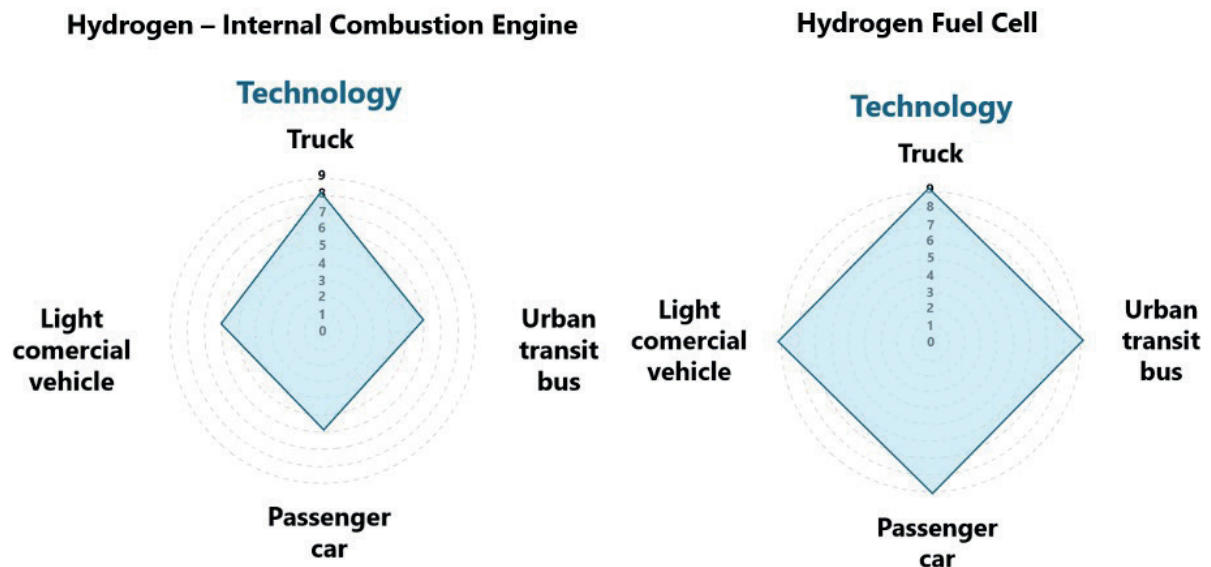 Hydrogen – Internal Combustion Engine
Technology
Truck
9
8
7
6
5
4
3
2
1
0
Light
comercial
vehicle
Urban
transit
bus
Passenger
car
Hydrogen Fuel Cell
Technology
Truck
9
8
7
6
5
4
3
2
1
0
Light
comercial
vehicle
Urban
transit
bus
Passenger
car